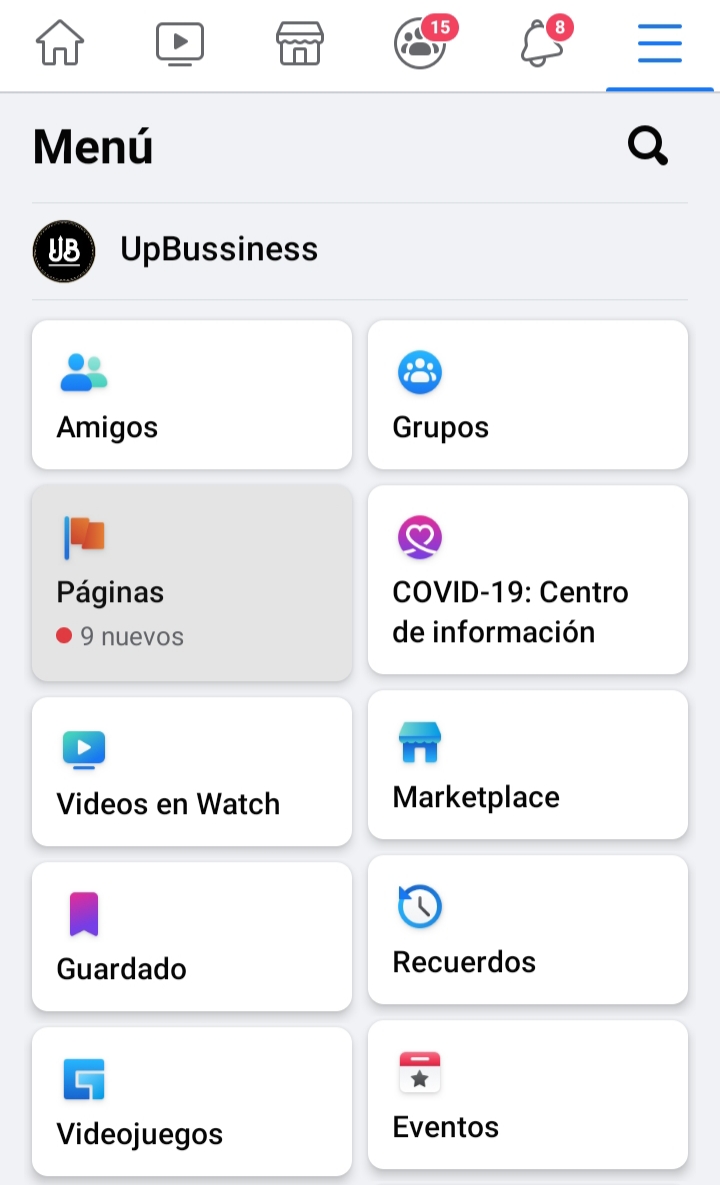 15
8
Menú
UB
UpBussiness
Amigos
Grupos
Páginas
9 nuevos
COVID-19: Centro
de información
Videos en Watch
Marketplace
Guardado
Recuerdos
Videojuegos
Eventos